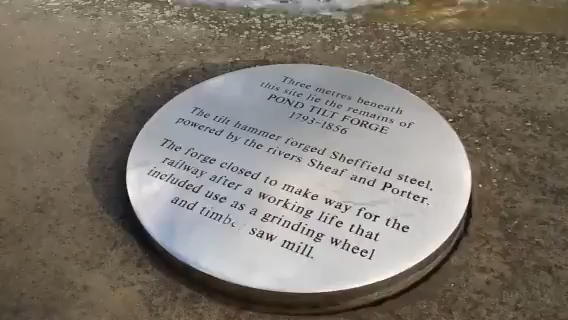 Three metres beneath
this site lie the remains of
POND TILT FORGE
1793-1856
The tilt hammer forged Sheffield steel,
powered by the rivers Sheaf and Porter.
The forge closed to make way for the
railway after a working life that
included use as a grinding wheel
and timber saw mill.